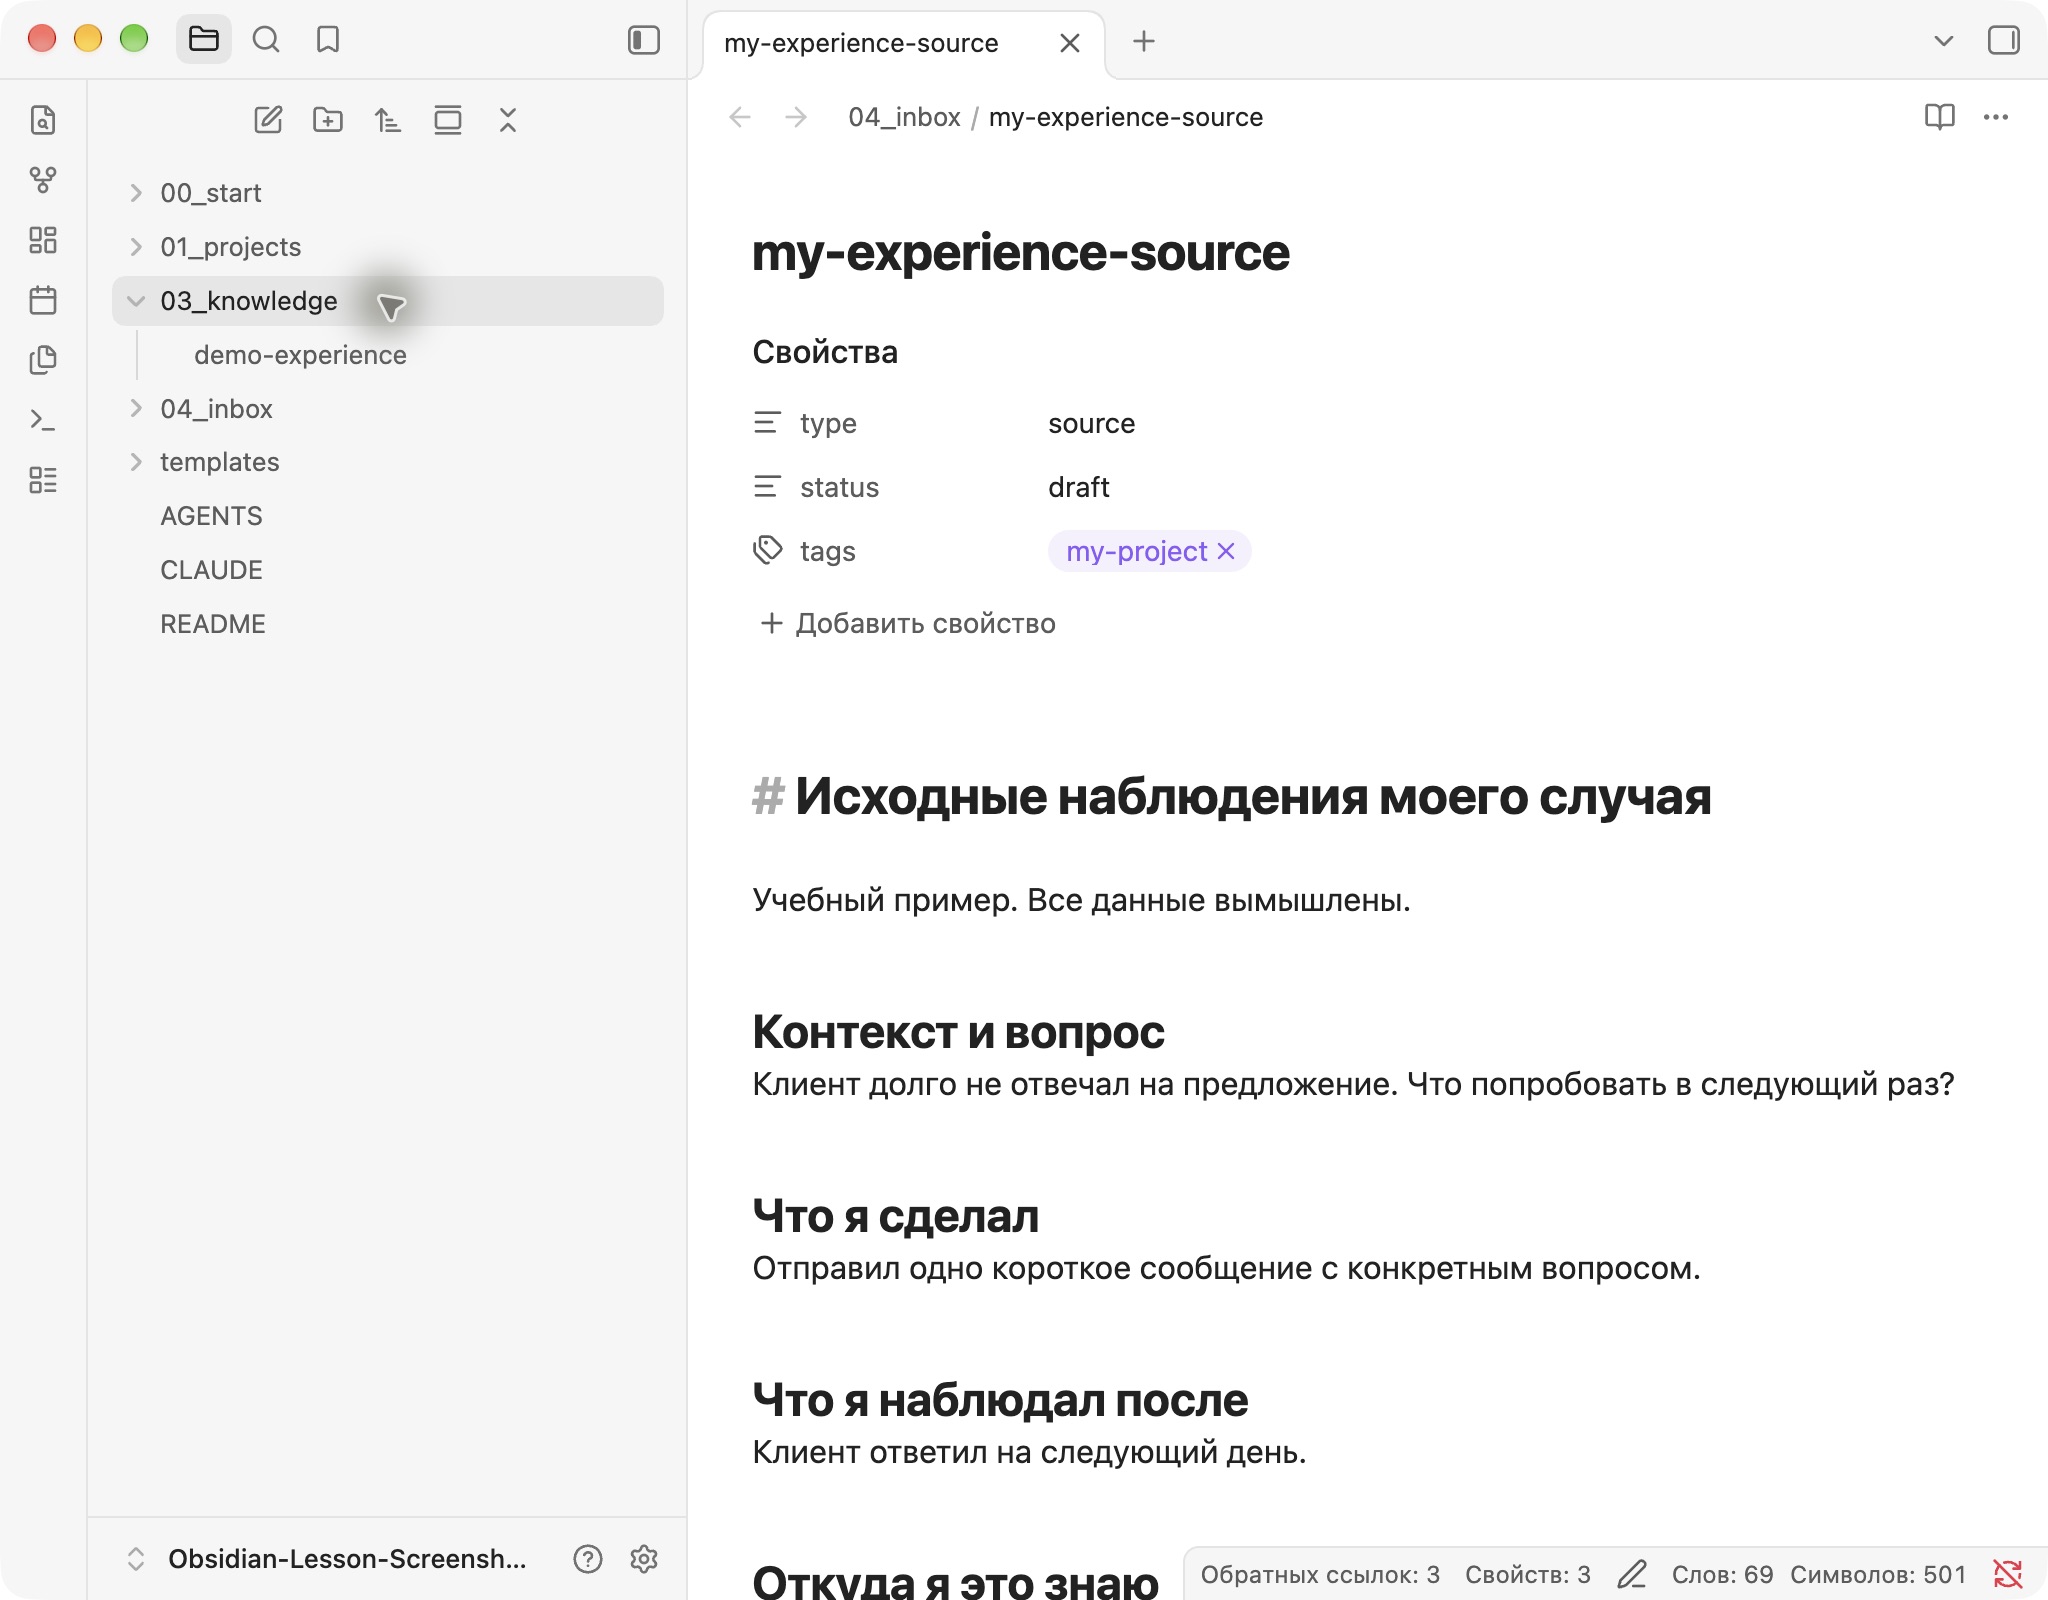 my-experience-source
04_inbox / my-experience-source
00_start
01_projects
03_knowledge
demo-experience
04_inbox
templates
AGENTS
CLAUDE
README
Obsidian-Lesson-Screensh...
my-experience-source
Свойства
type source
status draft
tags my-project
Добавить свойство
# Исходные наблюдения моего случая
Учебный пример. Все данные вымышлены.
Контекст и вопрос
Клиент долго не отвечал на предложение. Что попробовать в следующий раз?
Что я сделал
Отправил одно короткое сообщение с конкретным вопросом.
Что я наблюдал после
Клиент ответил на следующий день.
Откуда я это знаю
Обратных ссылок: 3 Свойств: 3 Слов: 69 Символов: 501